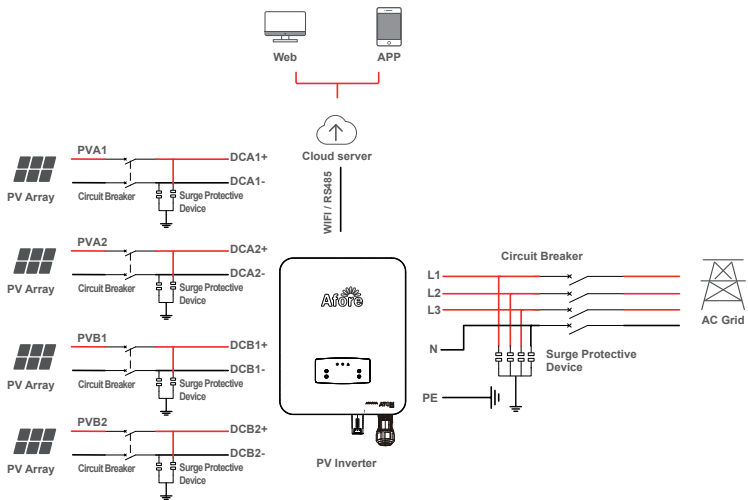 Web
APP
Cloud server
WIFI / RS485
PVA1
DCA1+
DCA1-
PV Array
Circuit Breaker
Surge Protective
Device
PVA2
DCA2+
DCA2-
PV Array
Circuit Breaker
Surge Protective
Device
PVB1
DCB1+
DCB1-
PV Array
Circuit Breaker
Surge Protective
Device
PVB2
DCB2+
DCB2-
PV Array
Circuit Breaker
Surge Protective
Device
Afore
PV Inverter
Circuit Breaker
L1
L2
L3
N
PE
Surge Protective
Device
AC Grid